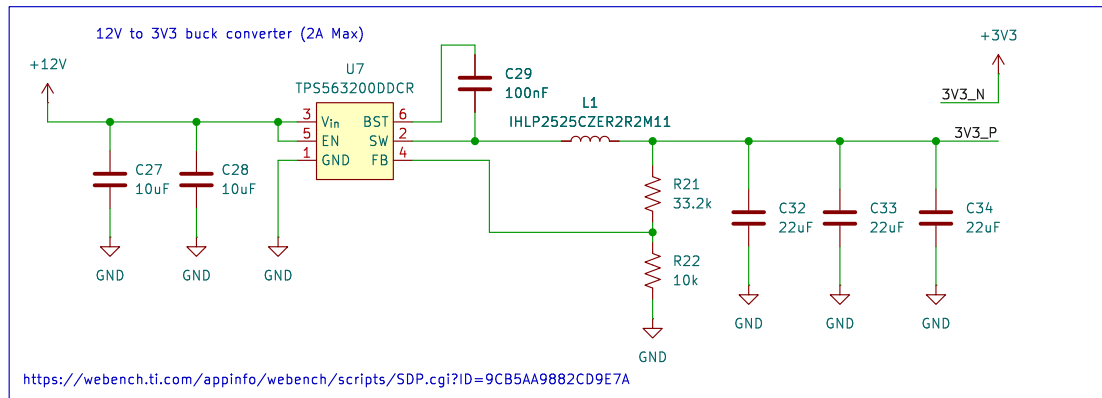 12V to 3V3 buck converter (2A Max)
+12V
+3V3
U7
TPS563200DDCR
C29
100nF
L1
IHLP2525CZER2R2M11
3V3_N
3V3_P
3 Vin BST 6
5 EN SW 2
1 GND FB 4
C27
10uF
C28
10uF
R21
33.2k
C32
22uF
C33
22uF
C34
22uF
R22
10k
GND
GND
GND
GND
GND
GND
GND
https://webench.ti.com/appinfo/webench/scripts/SDP.cgi?ID=9CB5AA9882CD9E7A